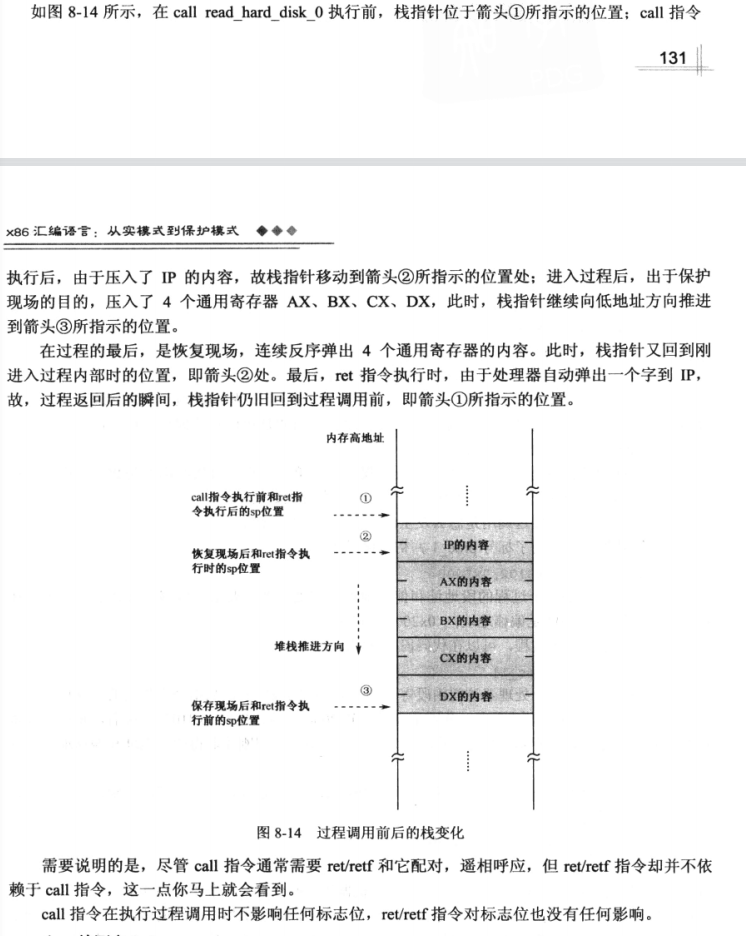 如图 8-14 所示，在 call read_hard_disk_0 执行前，栈指针位于箭头①所指示的位置；call 指令
131
x86 汇编语言：从实模式到保护模式 ◆◆◆
执行后，由于压入了 IP 的内容，故栈指针移动到箭头②所指示的位置处；进入过程后，出于保护
现场的目的，压入了 4 个通用寄存器 AX、BX、CX、DX，此时，栈指针继续向低地址方向推进
到箭头③所指示的位置。
在过程的最后，是恢复现场，连续反序弹出 4 个通用寄存器的内容。此时，栈指针又回到刚
进入过程内部时的位置，即箭头②处。最后，ret 指令执行时，由于处理器自动弹出一个字到 IP，
故，过程返回后的瞬间，栈指针仍旧回到过程调用前，即箭头①所指示的位置。
内存高地址
call指令执行前和ret指
令执行后的sp位置
①
②
恢复现场后和ret指令执
行时的sp位置
IP的内容
AX的内容
BX的内容
堆栈推进方向
CX的内容
③
DX的内容
保存现场后和ret指令执
行前的sp位置
图 8-14 过程调用前后的栈变化
需要说明的是，尽管 call 指令通常需要 ret/retf 和它配对，遥相呼应，但 ret/retf 指令却并不依
赖于 call 指令，这一点你马上就会看到。
call 指令在执行过程调用时不影响任何标志位，ret/retf 指令对标志位也没有任何影响。